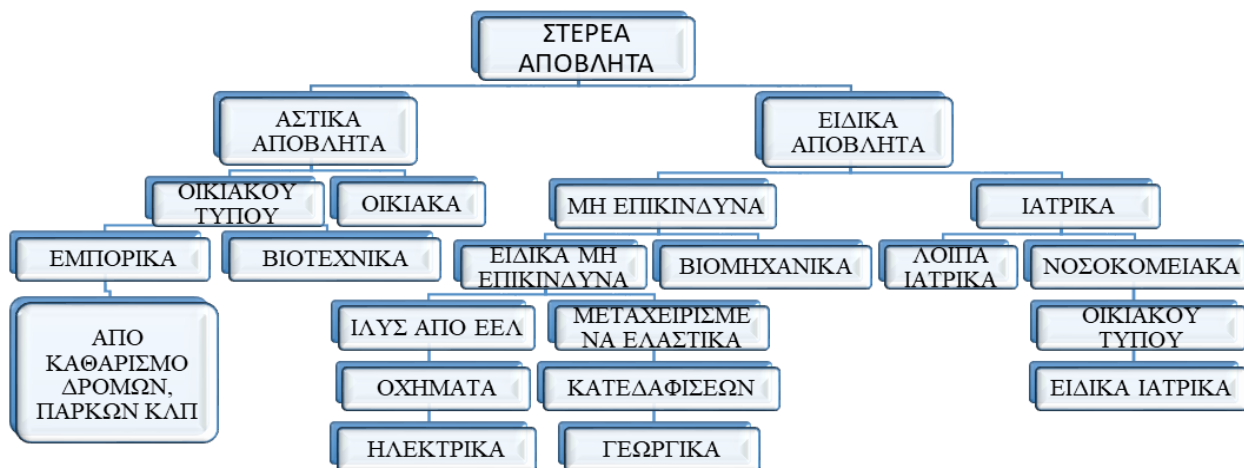 ΣΤΕΡΕΑ
ΑΠΟΒΛΗΤΑ
ΑΣΤΙΚΑ
ΑΠΟΒΛΗΤΑ
ΕΙΔΙΚΑ
ΑΠΟΒΛΗΤΑ
ΟΙΚΙΑΚΟΥ
ΤΥΠΟΥ
ΟΙΚΙΑΚΑ
ΜΗ ΕΠΙΚΙΝΔΥΝΑ
ΙΑΤΡΙΚΑ
ΕΜΠΟΡΙΚΑ
ΒΙΟΤΕΧΝΙΚΑ
ΕΙΔΙΚΑ ΜΗ
ΕΠΙΚΙΝΔΥΝΑ
ΒΙΟΜΗΧΑΝΙΚΑ
ΛΟΙΠΑ
ΙΑΤΡΙΚΑ
ΝΟΣΟΚΟΜΕΙΑΚΑ
ΑΠΟ
ΚΑΘΑΡΙΣΜΟ
ΔΡΟΜΩΝ,
ΠΑΡΚΩΝ ΚΛΠ
ΙΛΥΣ ΑΠΟ ΕΕΛ
ΜΕΤΑΧΕΙΡΙΣΜΕ
ΝΑ ΕΛΑΣΤΙΚΑ
ΟΙΚΙΑΚΟΥ
ΤΥΠΟΥ
ΟΧΗΜΑΤΑ
ΚΑΤΕΔΑΦΙΣΕΩΝ
ΕΙΔΙΚΑ ΙΑΤΡΙΚΑ
ΗΛΕΚΤΡΙΚΑ
ΓΕΩΡΓΙΚΑ